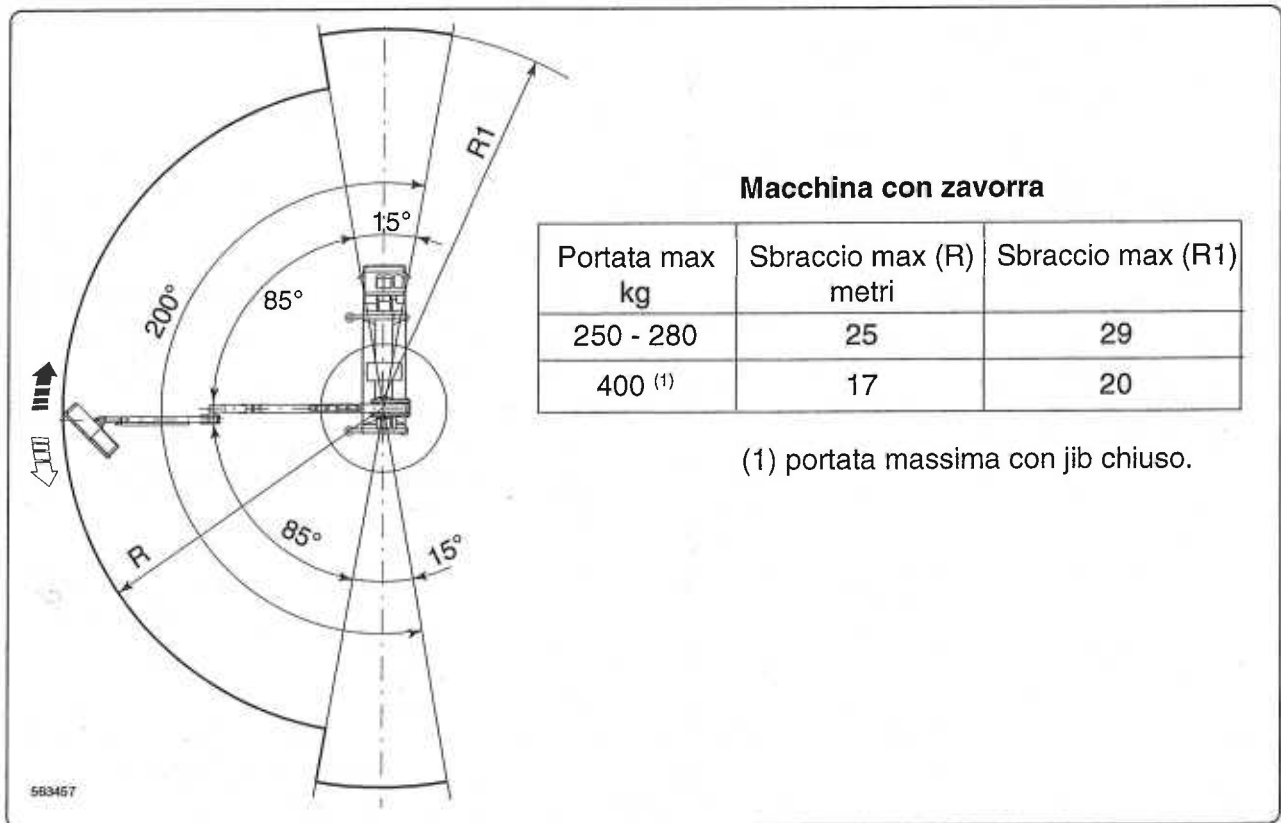 R1
15°
85°
200°
85°
15°
R
563457
Macchina con zavorra
Portata max kg
Sbraccio max (R) metri
Sbraccio max (R1)
250 - 280
25
29
400 (1)
17
20
(1) portata massima con jib chiuso.